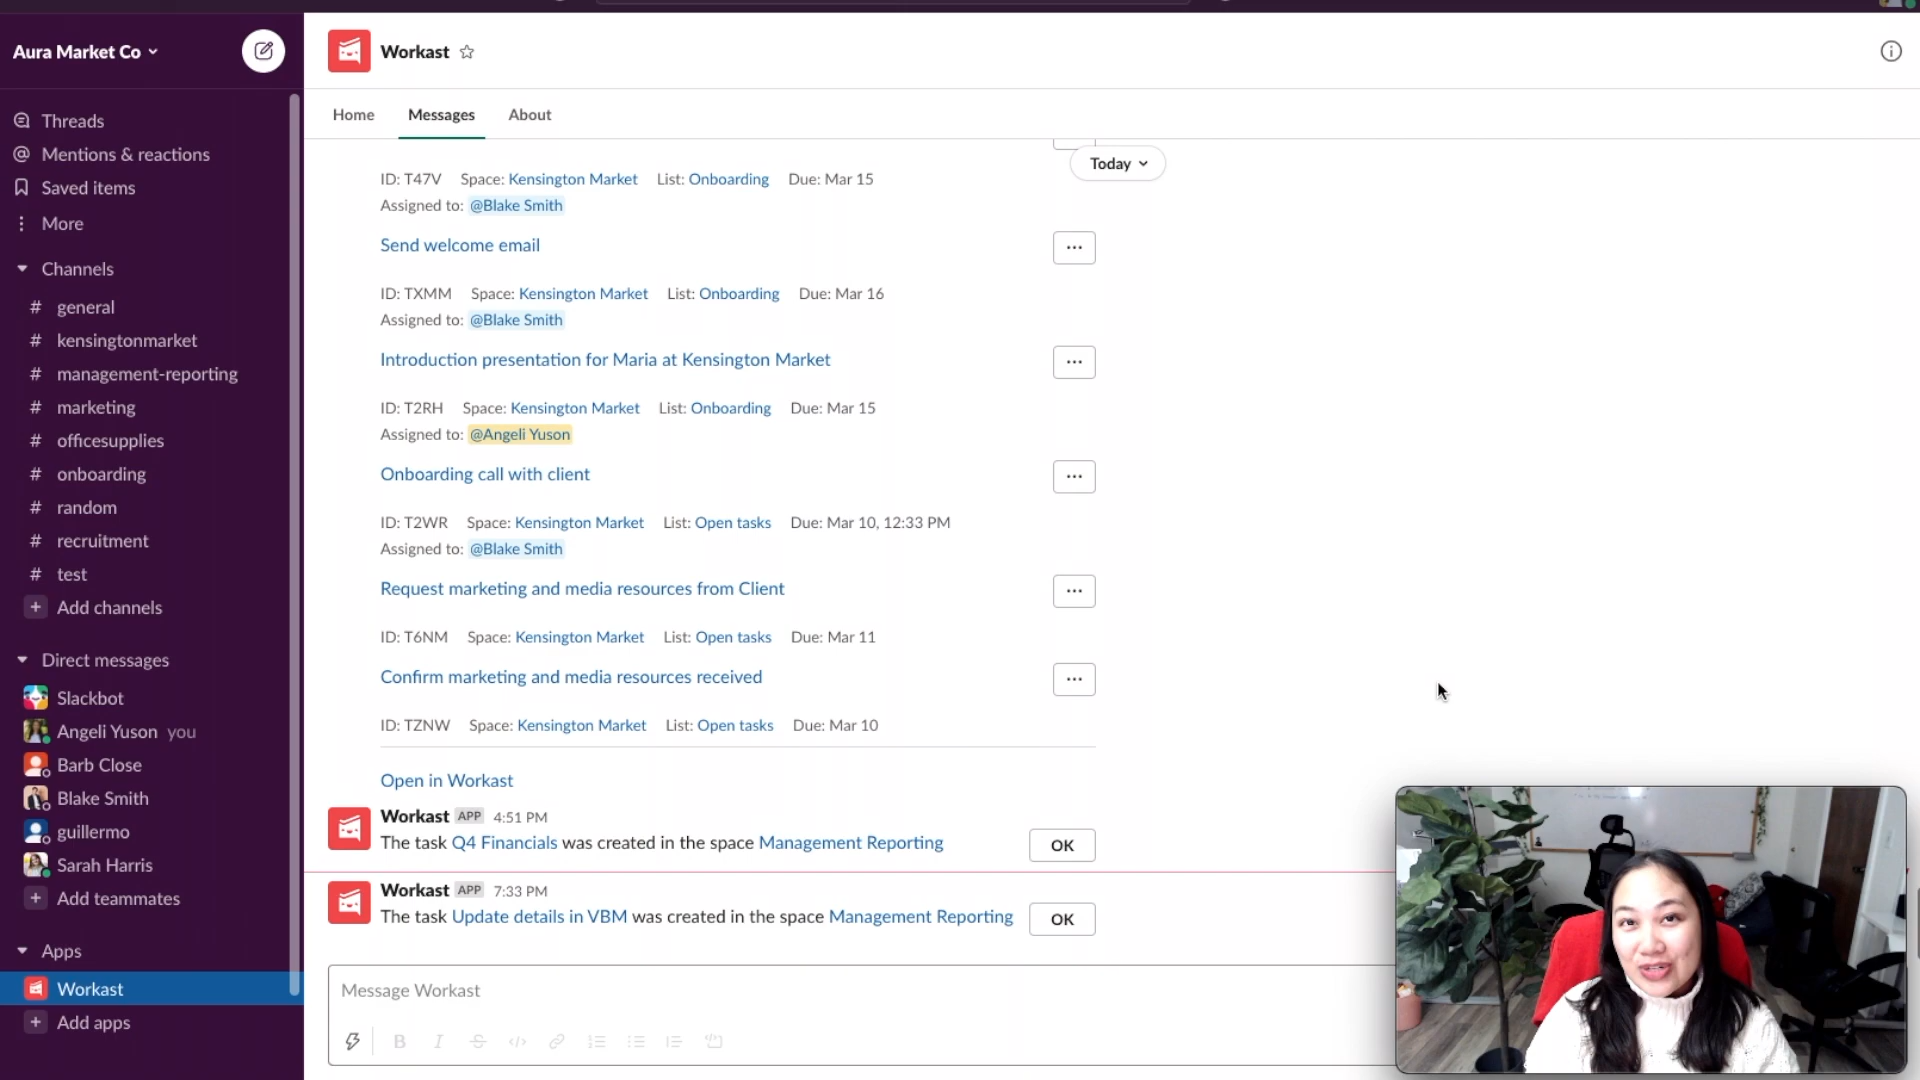 Aura Market Co
Threads
Mentions & reactions
Saved items
More
Channels
# general
# kensingtonmarket
# management-reporting
# marketing
# officesupplies
# onboarding
# random
# recruitment
# test
+ Add channels
Direct messages
Slackbot
Angeli Yuson you
Barb Close
Blake Smith
guillermo
Sarah Harris
+ Add teammates
Apps
Workast
+ Add apps
Workast
Home Messages About
Today
ID: T47V Space: Kensington Market List: Onboarding Due: Mar 15
Assigned to: @Blake Smith
Send welcome email
ID: TXMM Space: Kensington Market List: Onboarding Due: Mar 16
Assigned to: @Blake Smith
Introduction presentation for Maria at Kensington Market
ID: T2RH Space: Kensington Market List: Onboarding Due: Mar 15
Assigned to: @Angeli Yuson
Onboarding call with client
ID: T2WR Space: Kensington Market List: Open tasks Due: Mar 10, 12:33 PM
Assigned to: @Blake Smith
Request marketing and media resources from Client
ID: T6NM Space: Kensington Market List: Open tasks Due: Mar 11
Confirm marketing and media resources received
ID: TZNW Space: Kensington Market List: Open tasks Due: Mar 10
Open in Workast
Workast APP 4:51 PM
The task Q4 Financials was created in the space Management Reporting OK
Workast APP 7:33 PM
The task Update details in VBM was created in the space Management Reporting OK
Message Workast
B I S